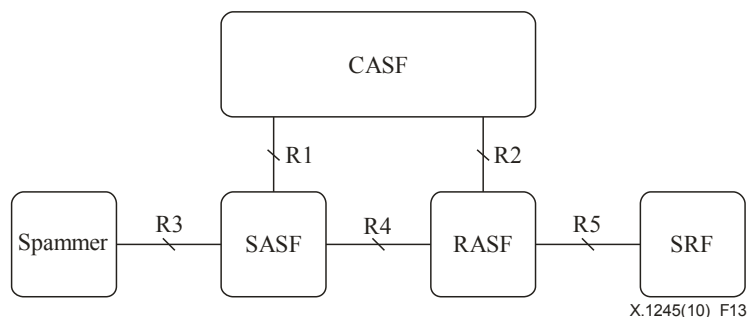 CASF
R1
R2
Spammer
R3
SASF
R4
RASF
R5
SRF
X.1245(10)_F13